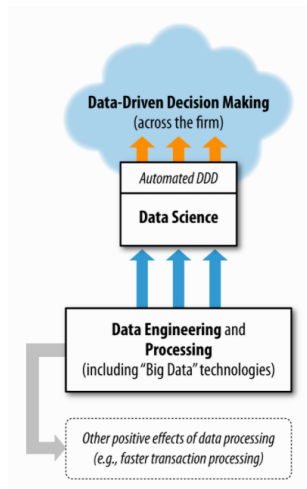 Data-Driven Decision Making
(across the firm)
Automated DDD
Data Science
Data Engineering and
Processing
(including “Big Data” technologies)
Other positive effects of data processing
(e.g., faster transaction processing)